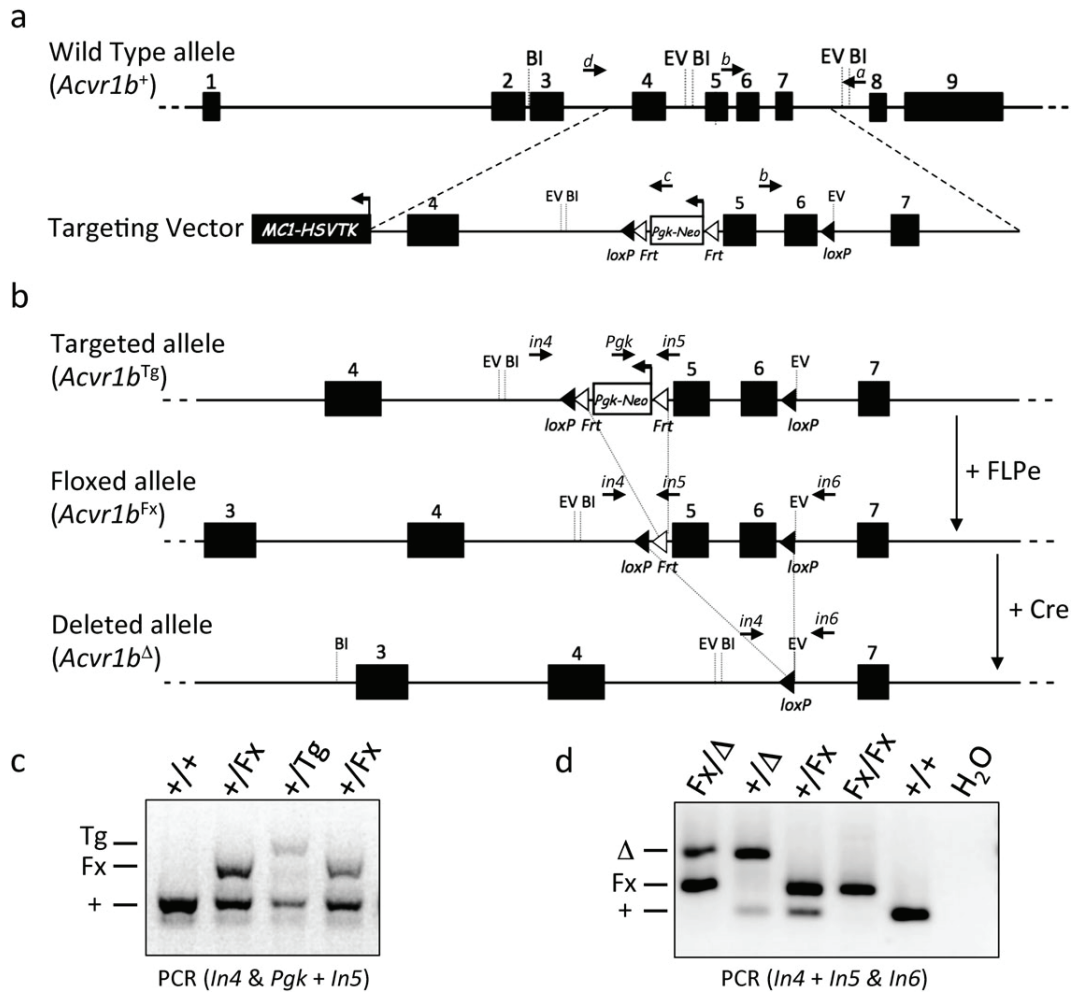 a
Wild Type allele
(Acvr1b⁺)
BI d EV BI b EV BI a
1 2 3 4 5 6 7 8 9
Targeting Vector
MC1-HSVTK
4 EV BI c b EV
Pgk-Neo 5 6 7
loxP Frt Frt loxP
b
Targeted allele
(Acvr1bᵀᵍ)
4 EV BI in4 Pgk in5 5 6 EV 7
Pgk-Neo
loxP Frt Frt loxP
+ FLPe
Floxed allele
(Acvr1bFx)
3 4 EV BI in4 in5 5 6 EV in6 7
loxP Frt loxP
+ Cre
Deleted allele
(Acvr1bΔ)
BI 3 4 EV BI in4 EV in6 7
loxP
c
+/+ +/Fx +/Tg +/Fx
Tg
Fx
+
PCR (In4 & Pgk + In5)
d
Fx/Δ +/Δ +/Fx Fx/Fx +/+ H₂O
Δ
Fx
+
PCR (In4 + In5 & In6)